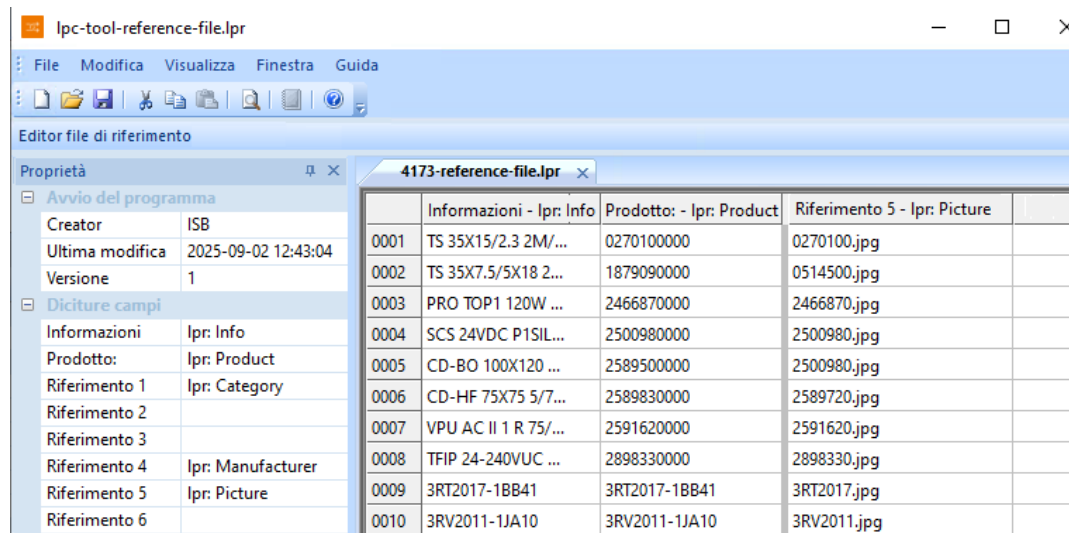 lpc-tool-reference-file.lpr
File Modifica Visualizza Finestra Guida
Editor file di riferimento
Proprietà
Avvio del programma
Creator ISB
Ultima modifica 2025-09-02 12:43:04
Versione 1
Diciture campi
Informazioni lpr: Info
Prodotto: lpr: Product
Riferimento 1 lpr: Category
Riferimento 2
Riferimento 3
Riferimento 4 lpr: Manufacturer
Riferimento 5 lpr: Picture
Riferimento 6
4173-reference-file.lpr
Informazioni - lpr: Info Prodotto: - lpr: Product Riferimento 5 - lpr: Picture
0001 TS 35X15/2.3 2M/... 0270100000 0270100.jpg
0002 TS 35X7.5/5X18 2... 1879090000 0514500.jpg
0003 PRO TOP1 120W ... 2466870000 2466870.jpg
0004 SCS 24VDC P1SIL... 2500980000 2500980.jpg
0005 CD-BO 100X120 ... 2589500000 2500980.jpg
0006 CD-HF 75X75 5/7... 2589830000 2589720.jpg
0007 VPU AC II 1 R 75/... 2591620000 2591620.jpg
0008 TFIP 24-240VUC ... 2898330000 2898330.jpg
0009 3RT2017-1BB41 3RT2017-1BB41 3RT2017.jpg
0010 3RV2011-1JA10 3RV2011-1JA10 3RV2011.jpg